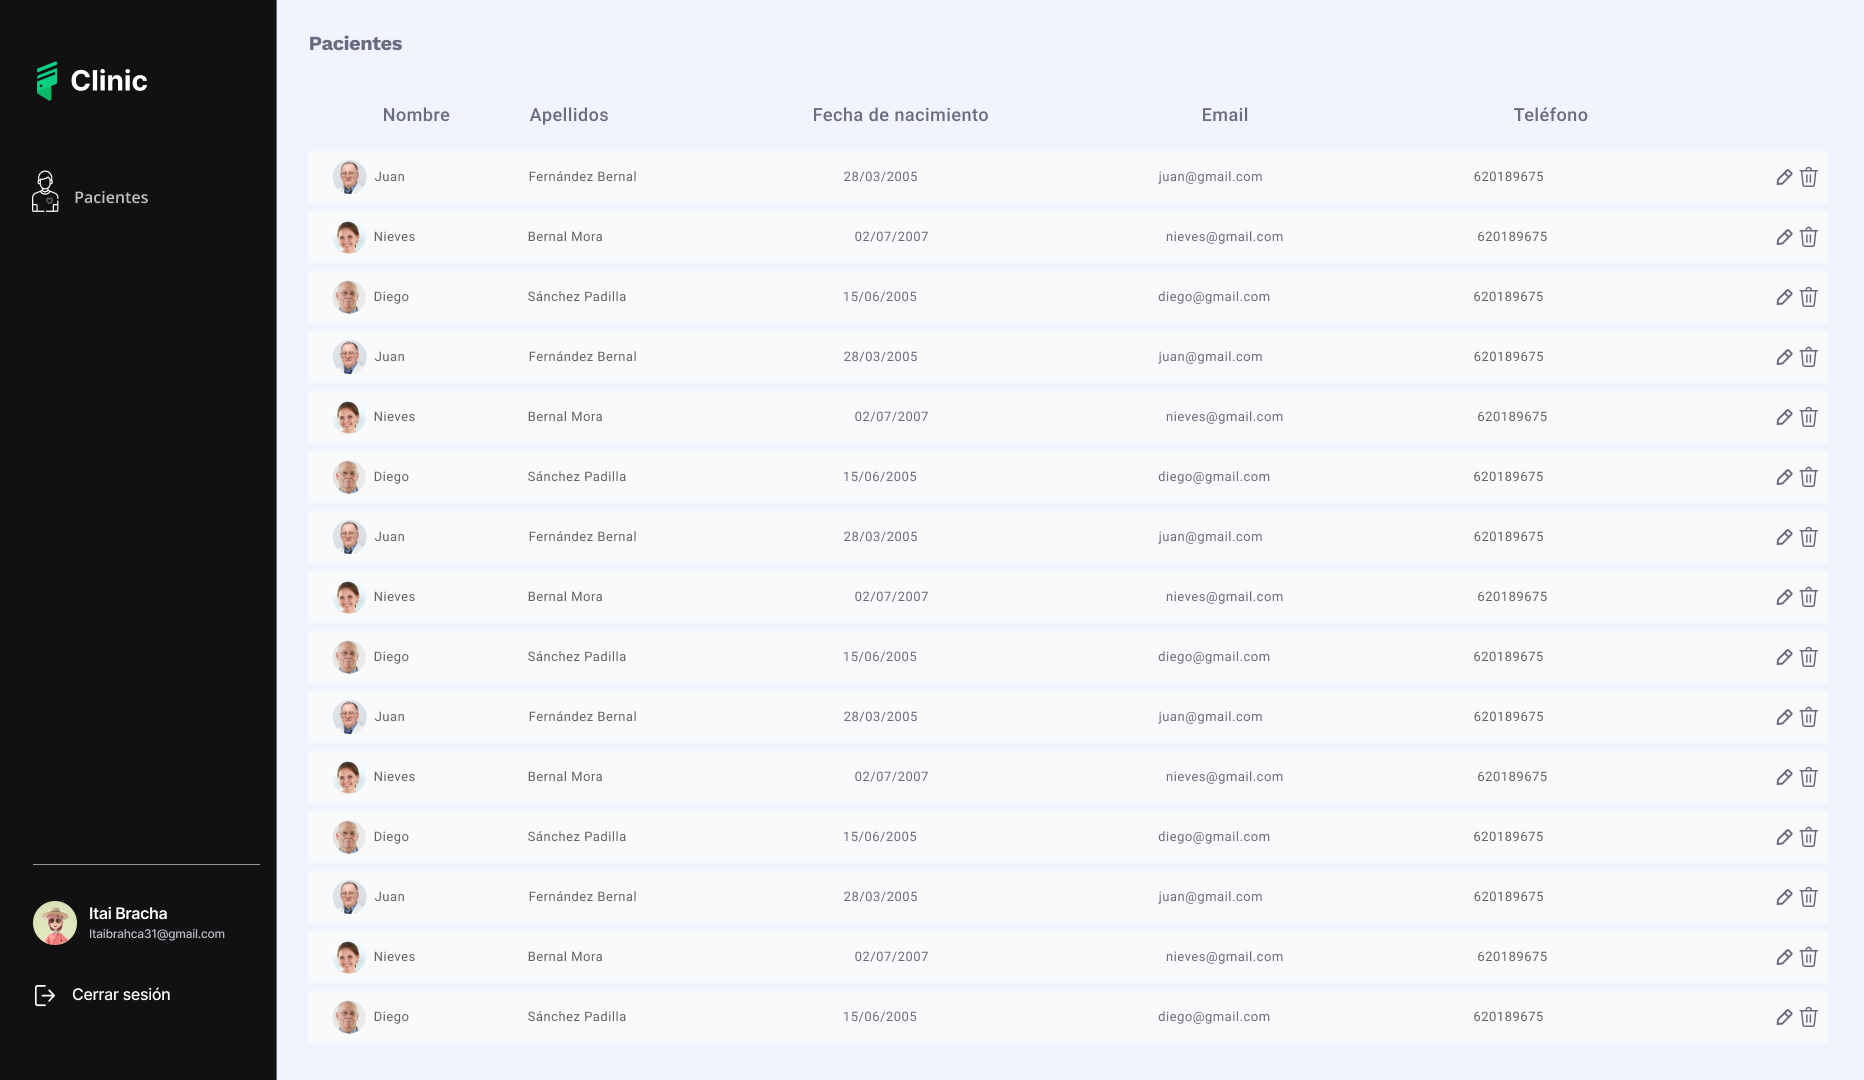 Clinic
Pacientes
Pacientes
Nombre Apellidos Fecha de nacimiento Email Teléfono
Juan Fernández Bernal 28/03/2005 juan@gmail.com 620189675
Nieves Bernal Mora 02/07/2007 nieves@gmail.com 620189675
Diego Sánchez Padilla 15/06/2005 diego@gmail.com 620189675
Juan Fernández Bernal 28/03/2005 juan@gmail.com 620189675
Nieves Bernal Mora 02/07/2007 nieves@gmail.com 620189675
Diego Sánchez Padilla 15/06/2005 diego@gmail.com 620189675
Juan Fernández Bernal 28/03/2005 juan@gmail.com 620189675
Nieves Bernal Mora 02/07/2007 nieves@gmail.com 620189675
Diego Sánchez Padilla 15/06/2005 diego@gmail.com 620189675
Juan Fernández Bernal 28/03/2005 juan@gmail.com 620189675
Nieves Bernal Mora 02/07/2007 nieves@gmail.com 620189675
Diego Sánchez Padilla 15/06/2005 diego@gmail.com 620189675
Juan Fernández Bernal 28/03/2005 juan@gmail.com 620189675
Nieves Bernal Mora 02/07/2007 nieves@gmail.com 620189675
Diego Sánchez Padilla 15/06/2005 diego@gmail.com 620189675
Itai Bracha
Itaibrahca31@gmail.com
Cerrar sesión